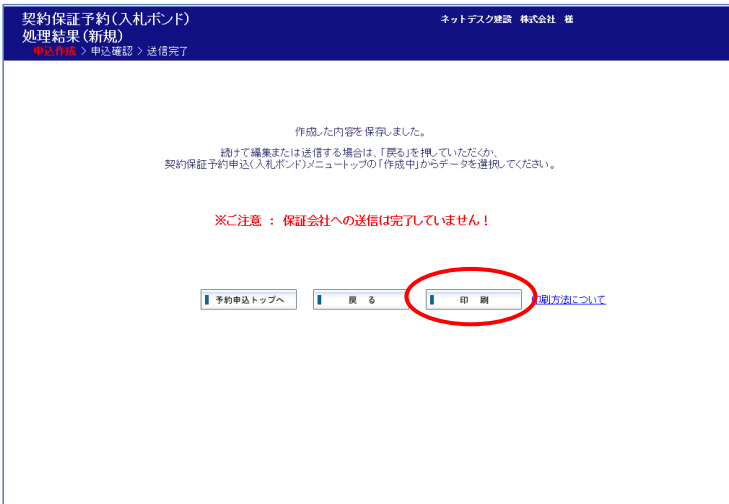 契約保証予約(入札ボンド)
処理結果(新規)
申込作成 > 申込確認 > 送信完了
ネットデスク建設 株式会社 様
作成した内容を保存しました。
続けて編集または送信する場合は、「戻る」を押していただくか、
契約保証予約申込(入札ボンド)メニュートップの「作成中」からデータを選択してください。
※ご注意 : 保証会社への送信は完了していません!
予約申込トップへ 戻 る 印 刷 印刷方法について